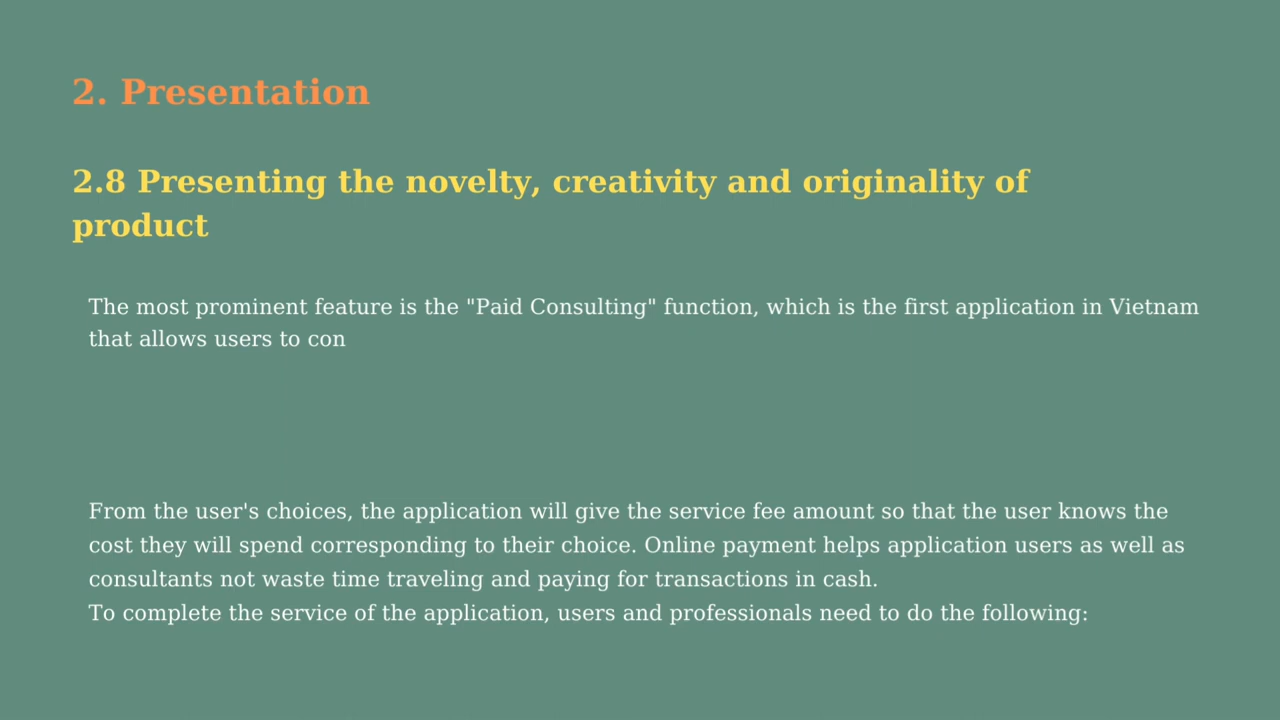 2. Presentation
2.8 Presenting the novelty, creativity and originality of
product
The most prominent feature is the "Paid Consulting" function, which is the first application in Vietnam
that allows users to con
From the user's choices, the application will give the service fee amount so that the user knows the
cost they will spend corresponding to their choice. Online payment helps application users as well as
consultants not waste time traveling and paying for transactions in cash.
To complete the service of the application, users and professionals need to do the following: